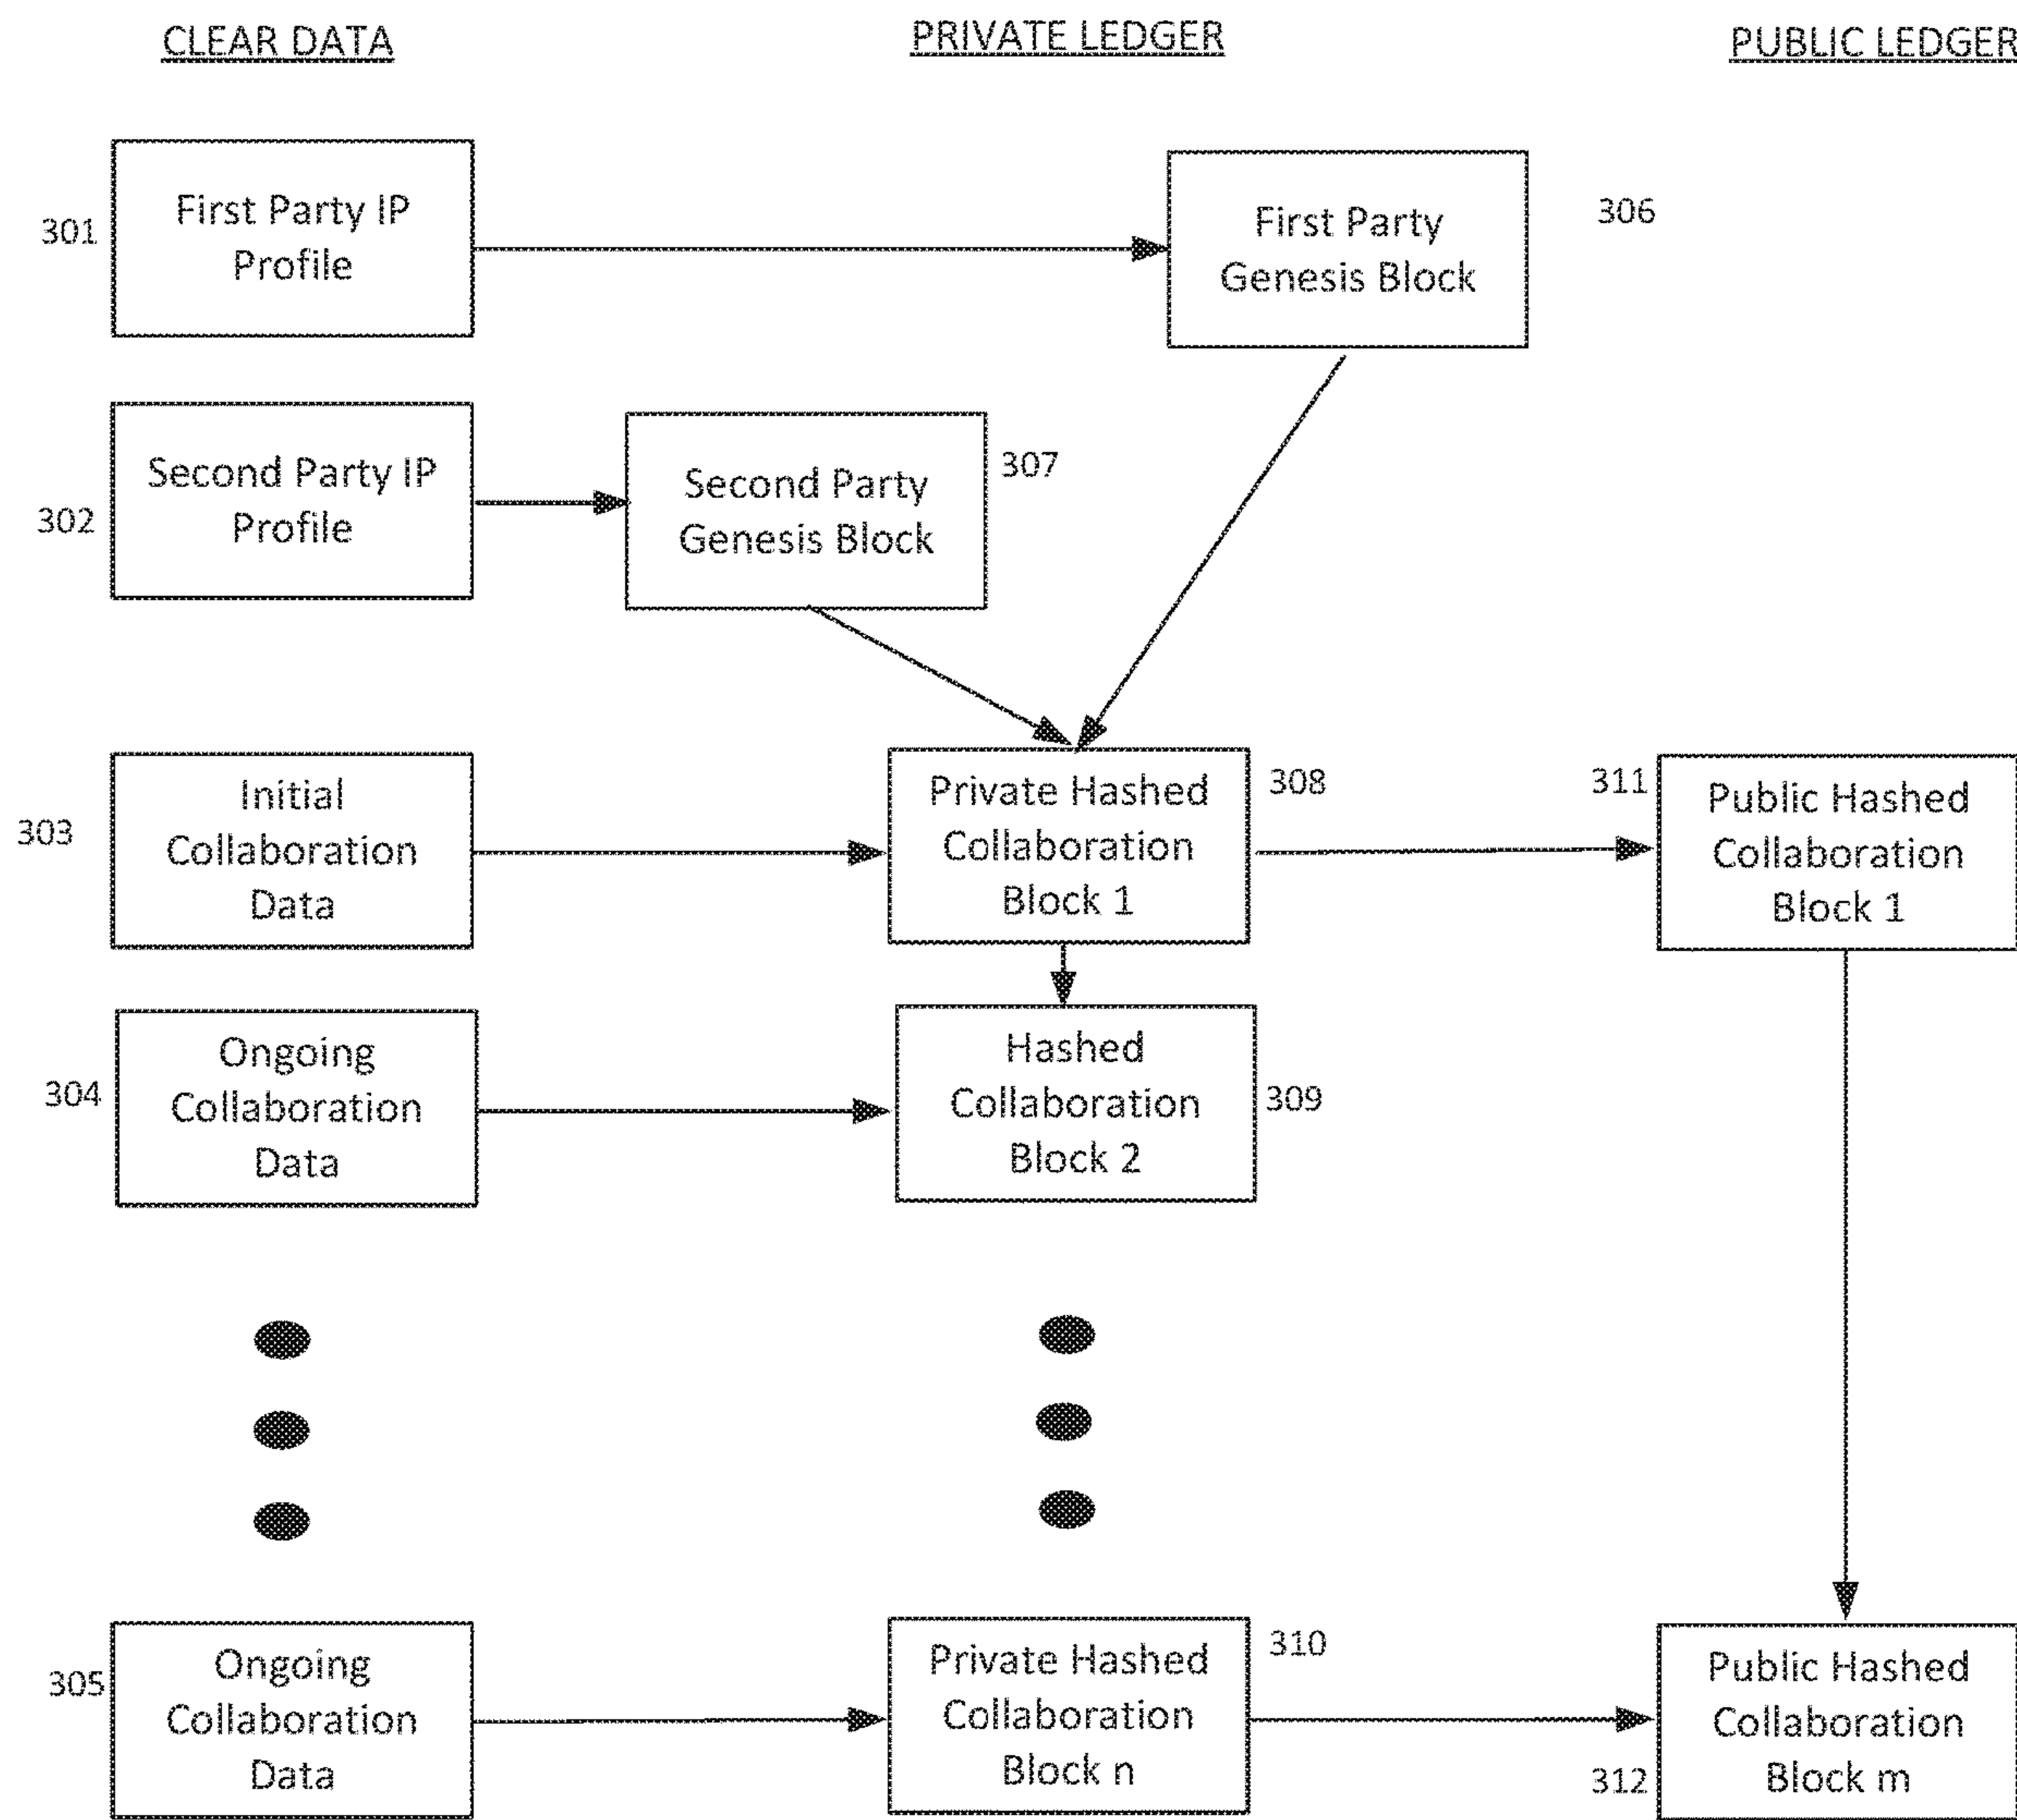 CLEAR DATA
PRIVATE LEDGER
PUBLIC LEDGER
301
First Party IP
Profile
First Party
Genesis Block
306
302
Second Party IP
Profile
Second Party
Genesis Block
307
303
Initial
Collaboration
Data
Private Hashed
Collaboration
Block 1
308
311
Public Hashed
Collaboration
Block 1
304
Ongoing
Collaboration
Data
Hashed
Collaboration
Block 2
309
305
Ongoing
Collaboration
Data
Private Hashed
Collaboration
Block n
310
312
Public Hashed
Collaboration
Block m